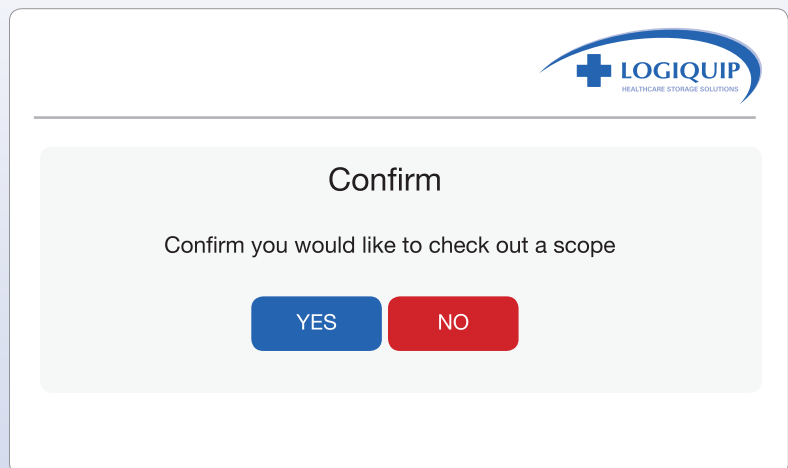 LOGIQUIP
HEALTHCARE STORAGE SOLUTIONS
Confirm
Confirm you would like to check out a scope
YES NO